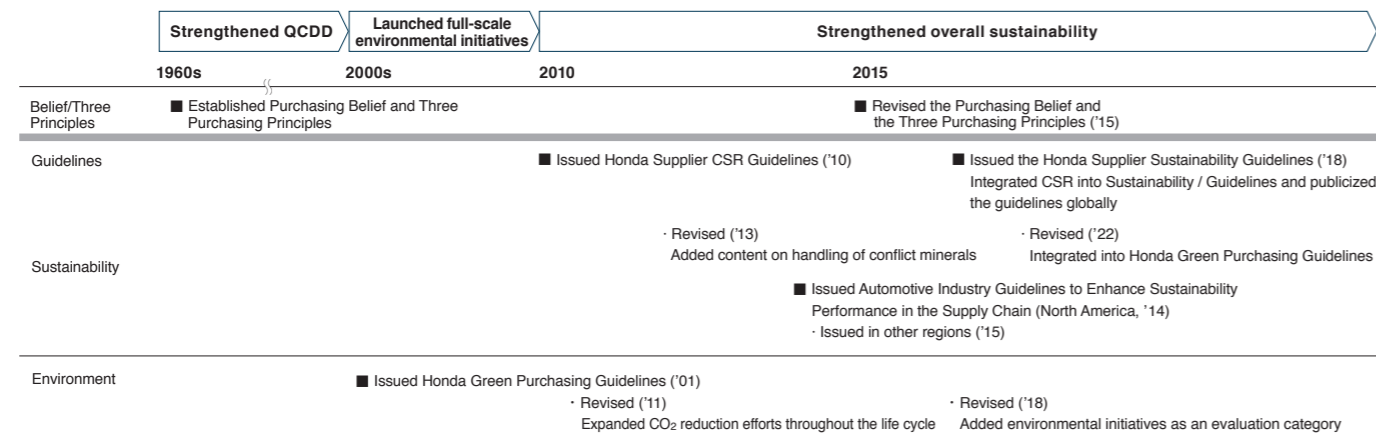 Strengthened QCDD
Launched full-scale
environmental initiatives
Strengthened overall sustainability
1960s
2000s
2010
2015
Belief/Three
Principles
■ Established Purchasing Belief and Three
Purchasing Principles
■ Revised the Purchasing Belief and
the Three Purchasing Principles (’15)
Guidelines
■ Issued Honda Supplier CSR Guidelines (’10)
■ Issued the Honda Supplier Sustainability Guidelines (’18)
Integrated CSR into Sustainability / Guidelines and publicized
the guidelines globally
· Revised (’13)
Added content on handling of conflict minerals
· Revised (’22)
Integrated into Honda Green Purchasing Guidelines
Sustainability
■ Issued Automotive Industry Guidelines to Enhance Sustainability
Performance in the Supply Chain (North America, ’14)
· Issued in other regions (’15)
Environment
■ Issued Honda Green Purchasing Guidelines (’01)
· Revised (’11)
Expanded CO₂ reduction efforts throughout the life cycle
· Revised (’18)
Added environmental initiatives as an evaluation category